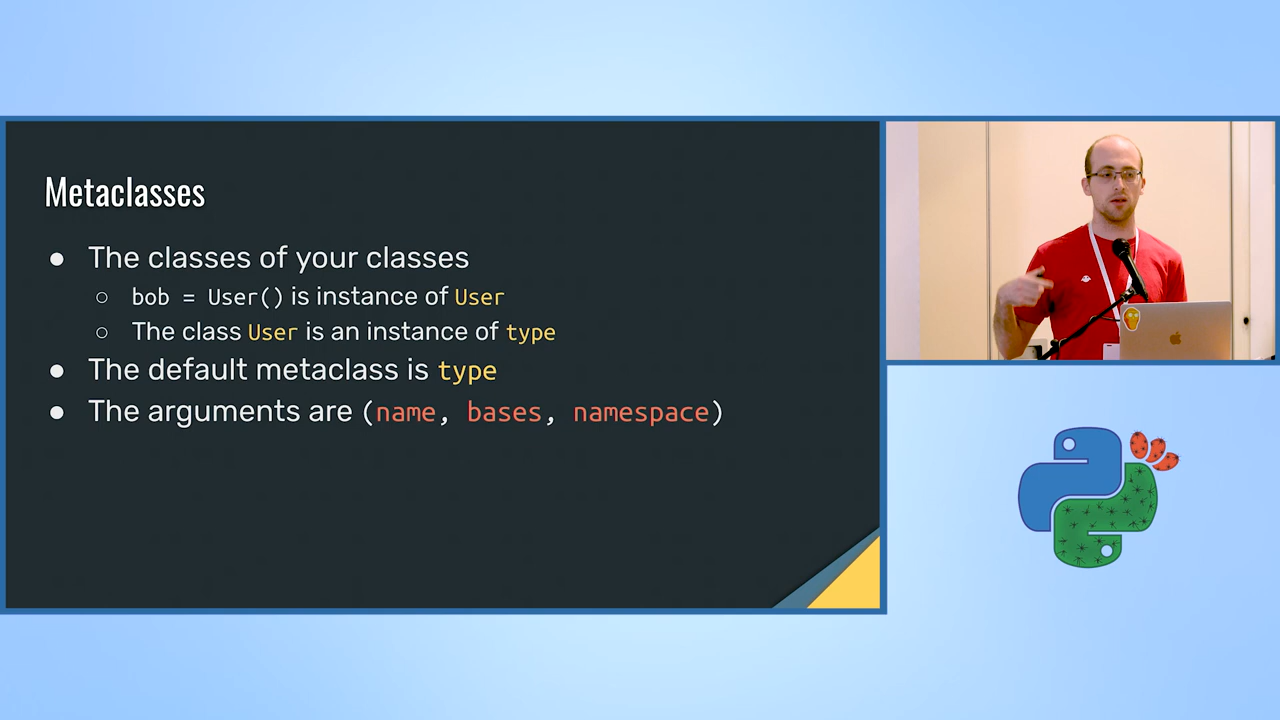 Metaclasses
● The classes of your classes
○ bob = User() is instance of User
○ The class User is an instance of type
● The default metaclass is type
● The arguments are (name, bases, namespace)